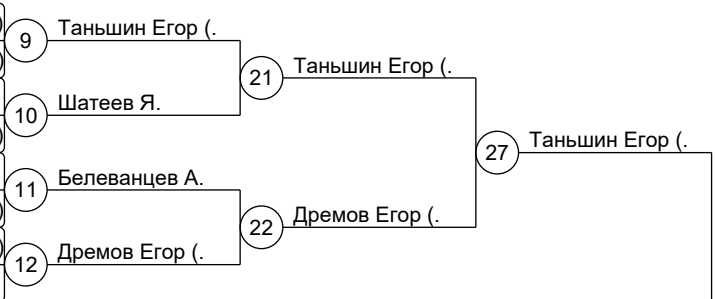 9 Таньшин Егор (.
21 Таньшин Егор (.
10 Шатеев Я.
27 Таньшин Егор (.
11 Белеванцев А.
22 Дремов Егор (.
12 Дремов Егор (.